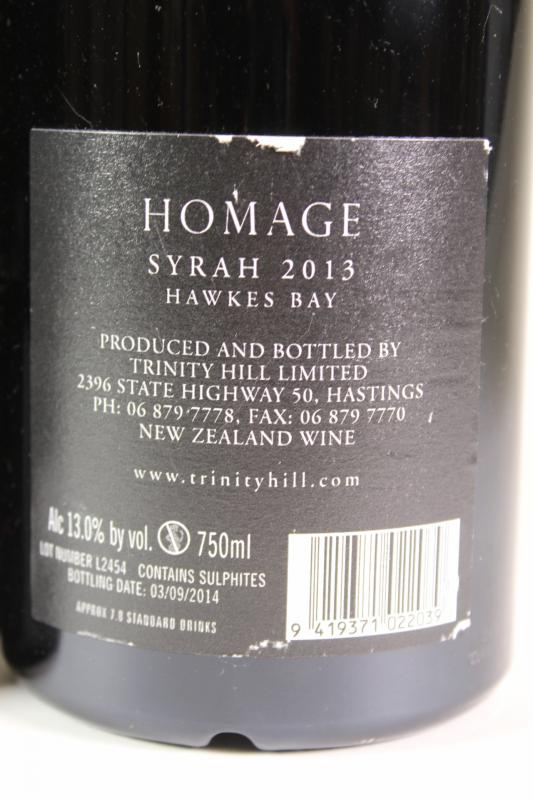 HOMAGE
SYRAH 2013
HAWKES BAY
PRODUCED AND BOTTLED BY
TRINITY HILL LIMITED
2396 STATE HIGHWAY 50, HASTINGS
PH: 06 879 7778, FAX: 06 879 7770
NEW ZEALAND WINE
www.trinityhill.com
Alc 13.0% by vol. 750ml
LOT NUMBER L2454 CONTAINS SULPHITES
BOTTLING DATE: 03/09/2014
APPROX 7.8 STANDARD DRINKS
9 419371 022039